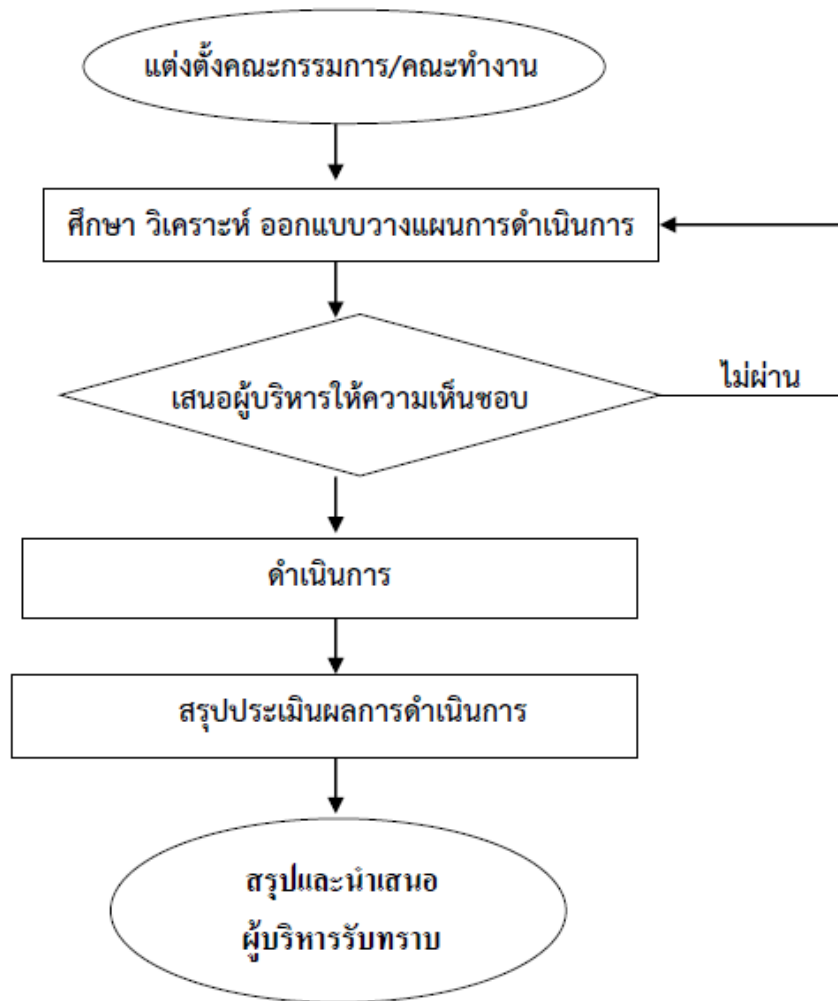 แต่งตั้งคณะกรรมการ/คณะทำงาน
ศึกษา วิเคราะห์ ออกแบบวางแผนการดำเนินการ
เสนอผู้บริหารให้ความเห็นชอบ
ไม่ผ่าน
ดำเนินการ
สรุปประเมินผลการดำเนินการ
สรุปและนำเสนอ
ผู้บริหารรับทราบ